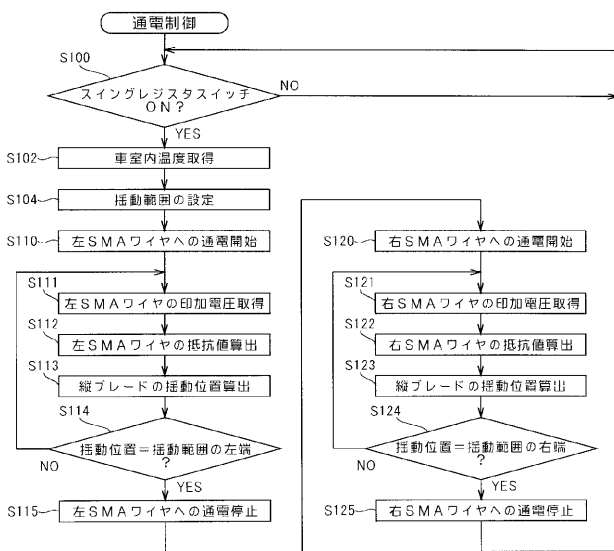 通電制御
S100
スイングレジスタスイッチ
ON?
NO
YES
S102
車室内温度取得
S104
揺動範囲の設定
S110
左SMAワイヤへの通電開始
S111
左SMAワイヤの印加電圧取得
S112
左SMAワイヤの抵抗値算出
S113
縦ブレードの揺動位置算出
S114
揺動位置=揺動範囲の左端
?
NO
YES
S115
左SMAワイヤへの通電停止
S120
右SMAワイヤへの通電開始
S121
右SMAワイヤの印加電圧取得
S122
右SMAワイヤの抵抗値算出
S123
縦ブレードの揺動位置算出
S124
揺動位置=揺動範囲の右端
?
NO
YES
S125
右SMAワイヤへの通電停止